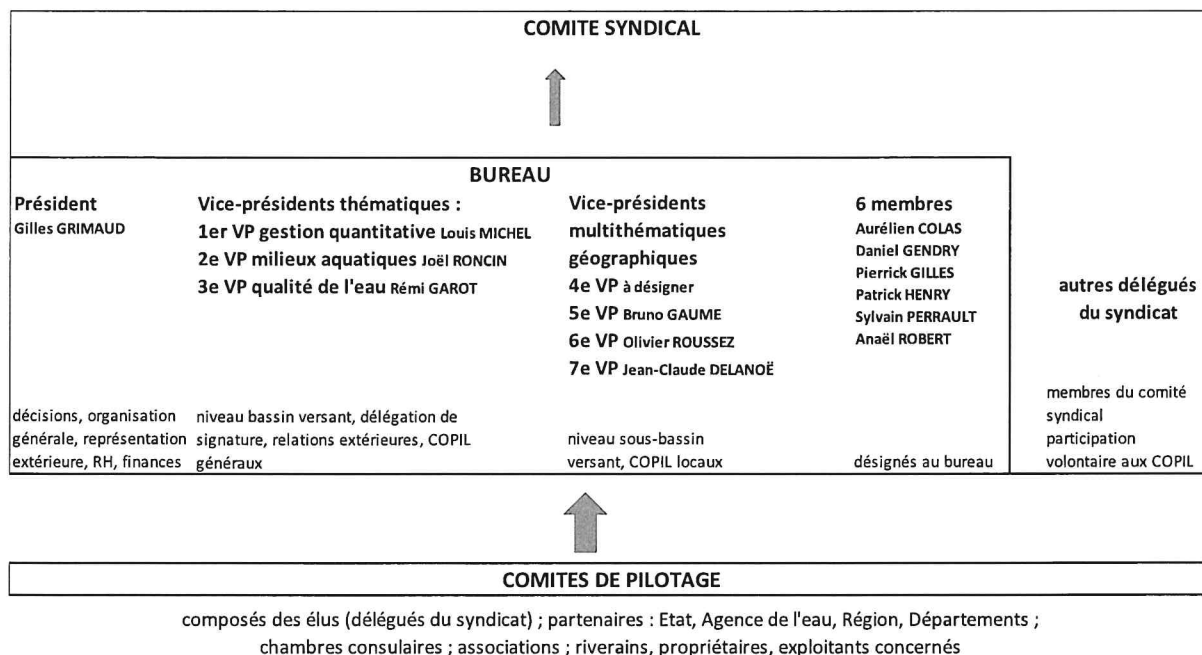 COMITE SYNDICAL
BUREAU
Président
Gilles GRIMAUD
décisions, organisation
générale, représentation
extérieure, RH, finances
Vice-présidents thématiques :
1er VP gestion quantitative Louis MICHEL
2e VP milieux aquatiques Joël RONCIN
3e VP qualité de l'eau Rémi GAROT
niveau bassin versant, délégation de
signature, relations extérieures, COPIL
généraux
Vice-présidents
multithématiques
géographiques
4e VP à désigner
5e VP Bruno GAUME
6e VP Olivier ROUSSEZ
7e VP Jean-Claude DELANOË
niveau sous-bassin
versant, COPIL locaux
6 membres
Aurélien COLAS
Daniel GENDRY
Pierrick GILLES
Patrick HENRY
Sylvain PERRAULT
Anaël ROBERT
désignés au bureau
autres délégués
du syndicat
membres du comité
syndical
participation
volontaire aux COPIL
COMITES DE PILOTAGE
composés des élus (délégués du syndicat) ; partenaires : Etat, Agence de l'eau, Région, Départements ;
chambres consulaires ; associations ; riverains, propriétaires, exploitants concernés